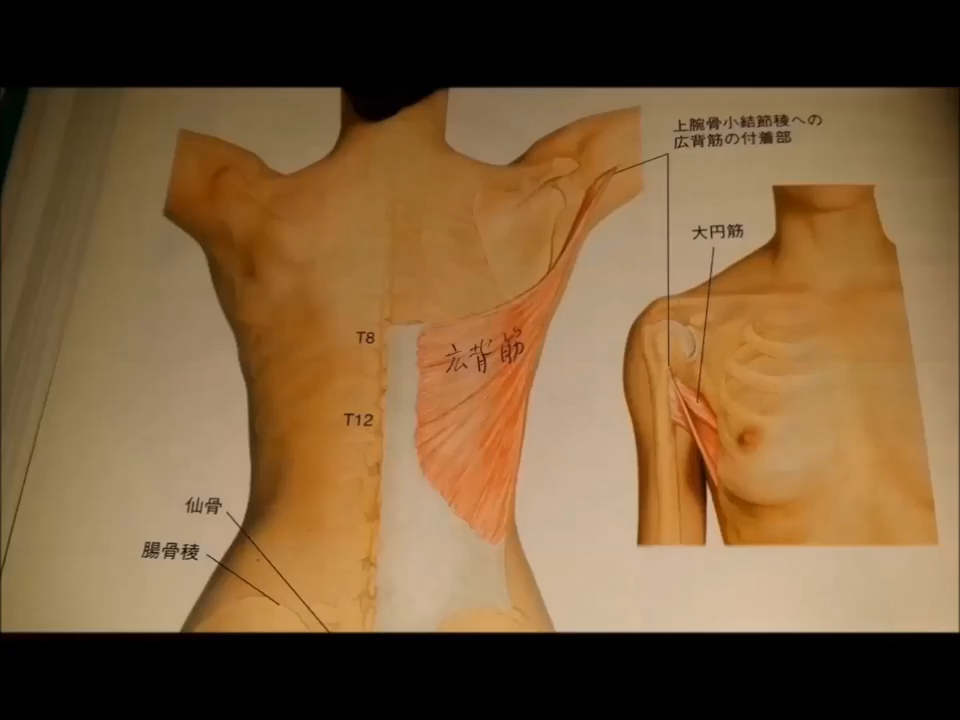 上腕骨小結節稜への
広背筋の付着部
大円筋
T8
広背筋
T12
仙骨
腸骨稜